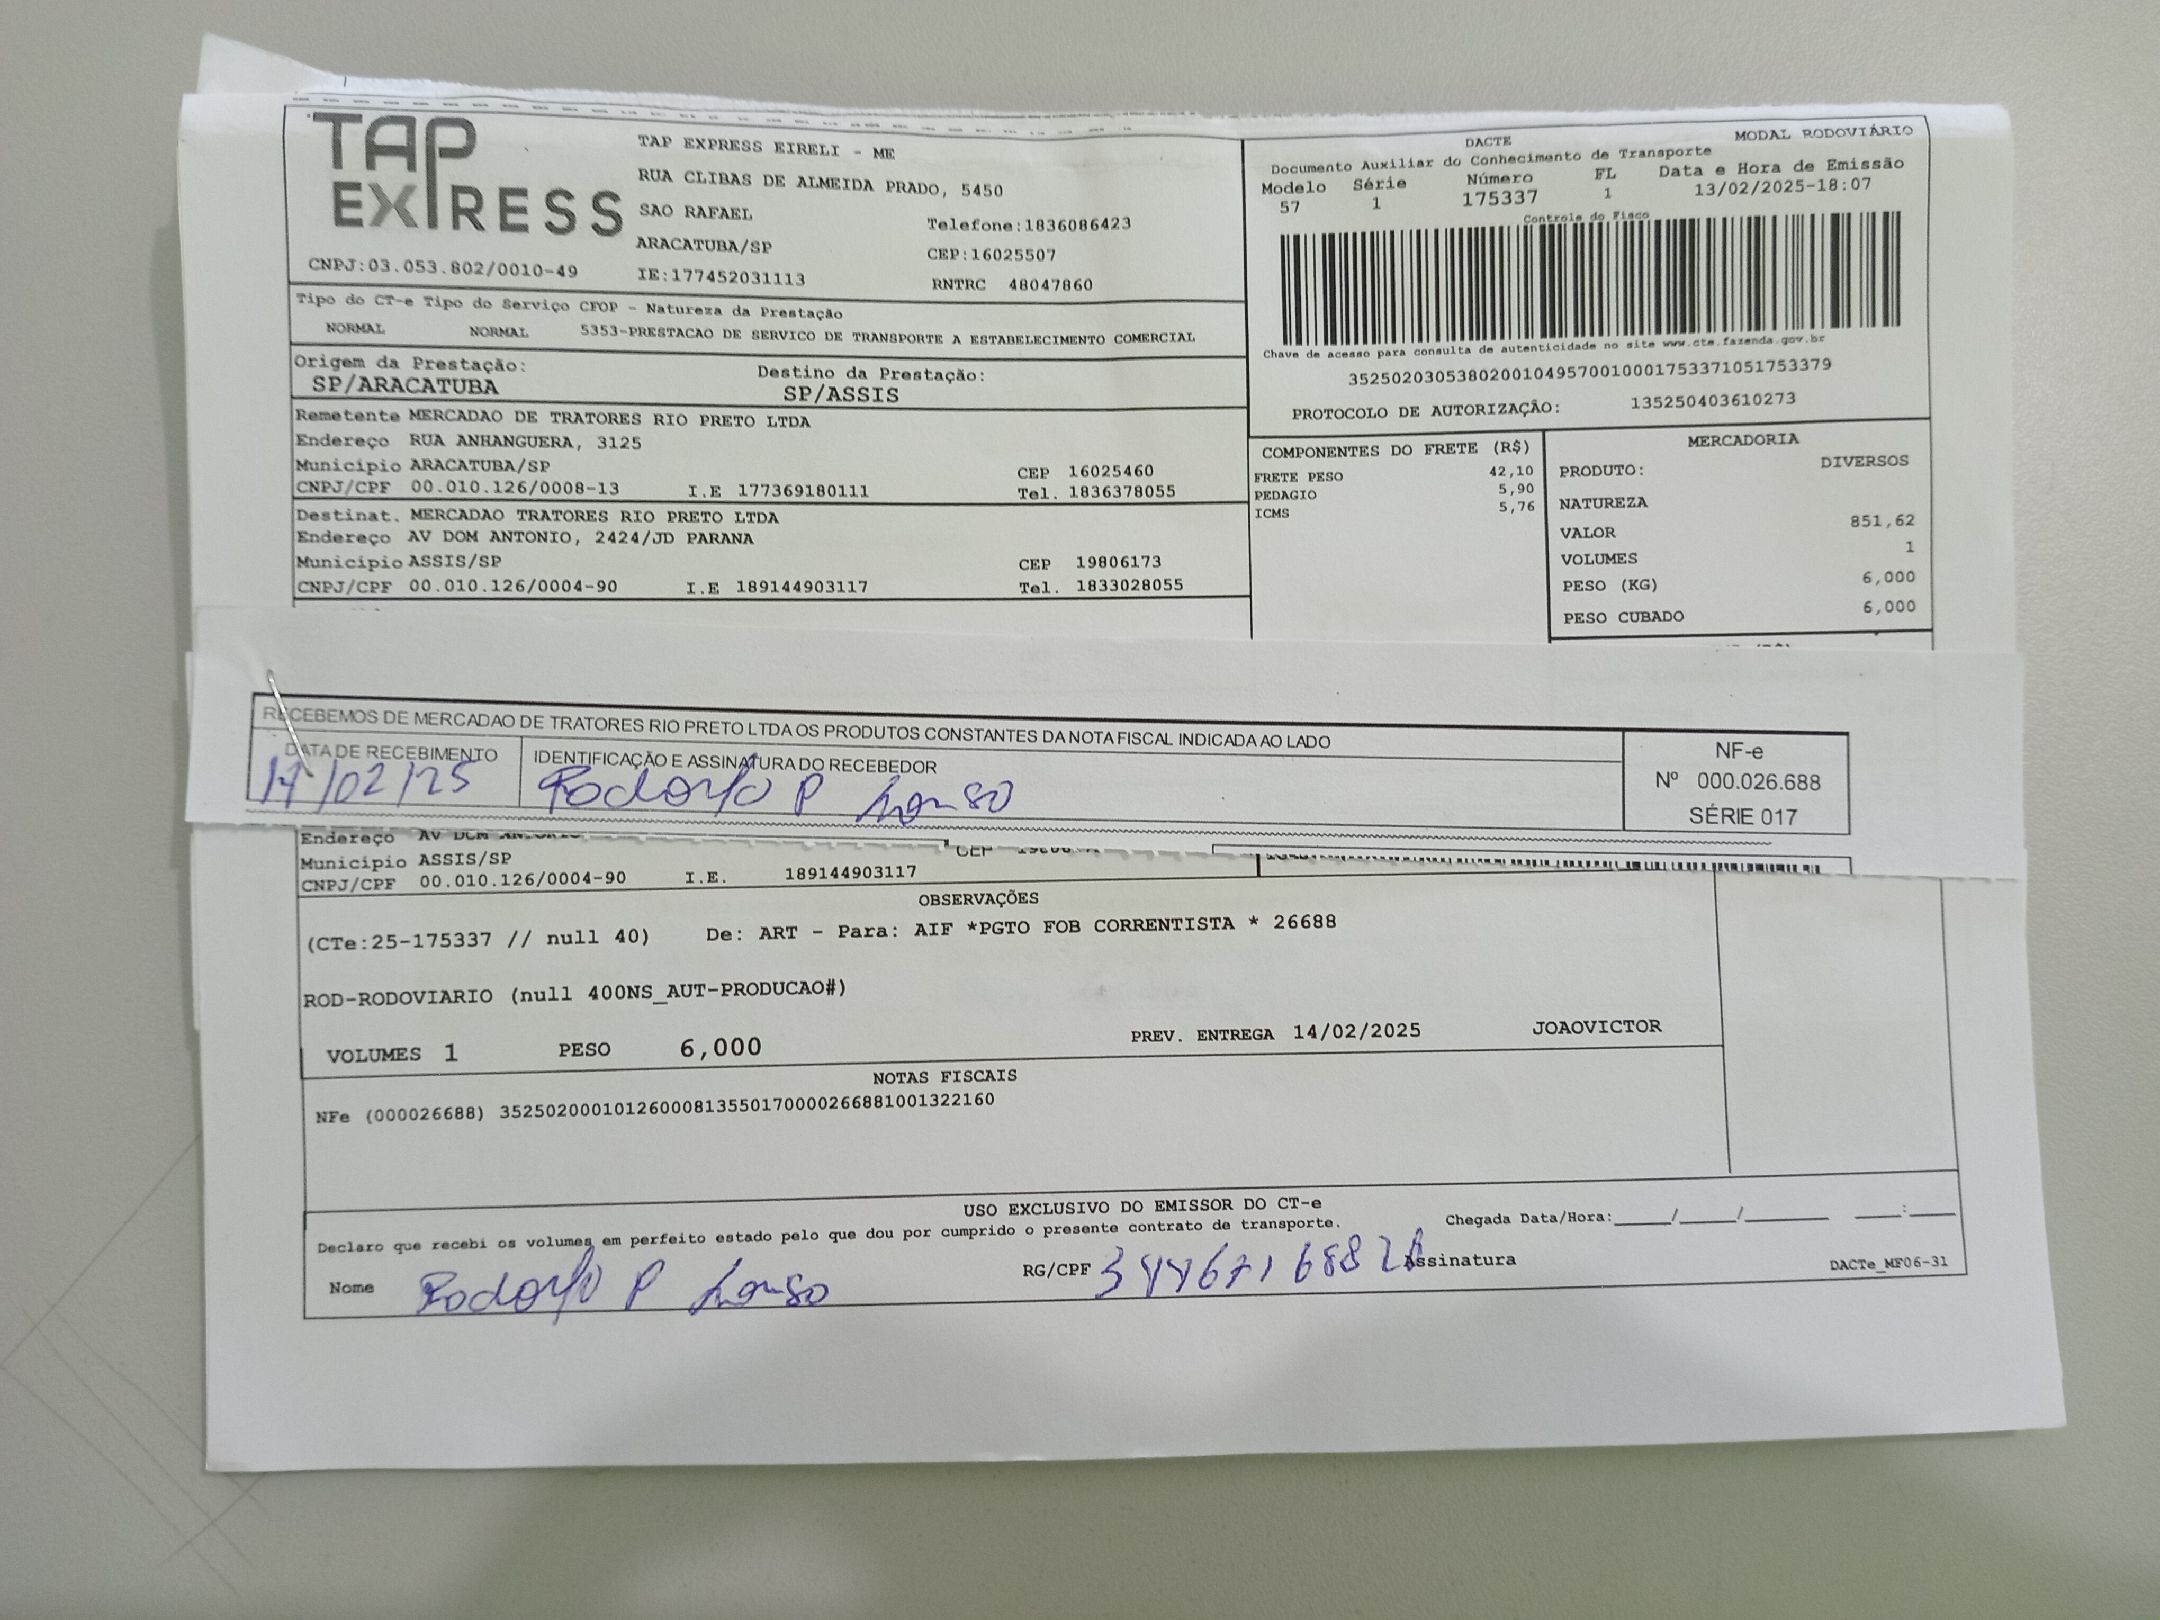 TAP EXPRESS
CNPJ:03.053.802/0010-49
TAP EXPRESS EIRELI - ME
RUA CLIBAS DE ALMEIDA PRADO, 5450
SAO RAFAEL
Telefone:1836086423
ARACATUBA/SP
CEP:16025507
IE:177452031113
RNTRC 48047860
DACTE MODAL RODOVIÁRIO
Documento Auxiliar do Conhecimento de Transporte
Modelo Série Número FL Data e Hora de Emissão
57 1 175337 1 13/02/2025-18:07
Controle do Fisco
Chave de acesso para consulta de autenticidade no site www.cte.fazenda.gov.br
35250203053802001049570010001753371051753379
PROTOCOLO DE AUTORIZAÇÃO: 135250403610273
Tipo do CT-e Tipo do Serviço CFOP - Natureza da Prestação
NORMAL NORMAL 5353-PRESTACAO DE SERVICO DE TRANSPORTE A ESTABELECIMENTO COMERCIAL
Origem da Prestação: Destino da Prestação:
SP/ARACATUBA SP/ASSIS
Remetente MERCADAO DE TRATORES RIO PRETO LTDA
Endereço RUA ANHANGUERA, 3125
Município ARACATUBA/SP CEP 16025460
CNPJ/CPF 00.010.126/0008-13 I.E 177369180111 Tel. 1836378055
Destinat. MERCADAO TRATORES RIO PRETO LTDA
Endereço AV DOM ANTONIO, 2424/JD PARANA
Município ASSIS/SP CEP 19806173
CNPJ/CPF 00.010.126/0004-90 I.E 189144903117 Tel. 1833028055
COMPONENTES DO FRETE (R$)
FRETE PESO 42,10
PEDAGIO 5,90
ICMS 5,76
MERCADORIA
PRODUTO: DIVERSOS
NATUREZA
VALOR 851,62
VOLUMES 1
PESO (KG) 6,000
PESO CUBADO 6,000
RECEBEMOS DE MERCADAO DE TRATORES RIO PRETO LTDA OS PRODUTOS CONSTANTES DA NOTA FISCAL INDICADA AO LADO
DATA DE RECEBIMENTO
/02/25
IDENTIFICAÇÃO E ASSINATURA DO RECEBEDOR
Rodolfo P
NF-e
Nº 000.026.688
SÉRIE 017
Endereço AV DOM
Município ASSIS/SP CEP
CNPJ/CPF 00.010.126/0004-90 I.E. 189144903117
OBSERVAÇÕES
(CTe:25-175337 // null 40) De: ART - Para: AIF *PGTO FOB CORRENTISTA * 26688
ROD-RODOVIARIO (null 400NS_AUT-PRODUCAO#)
VOLUMES 1 PESO 6,000 PREV. ENTREGA 14/02/2025 JOAOVICTOR
NOTAS FISCAIS
NFe (000026688) 35250200010126000813550170000266881001322160
USO EXCLUSIVO DO EMISSOR DO CT-e
Declaro que recebi os volumes em perfeito estado pelo que dou por cumprido o presente contrato de transporte. Chegada Data/Hora:_____/_____/________ ____:____
Nome Rodolfo P RG/CPF Assinatura DACTe_MF06-31